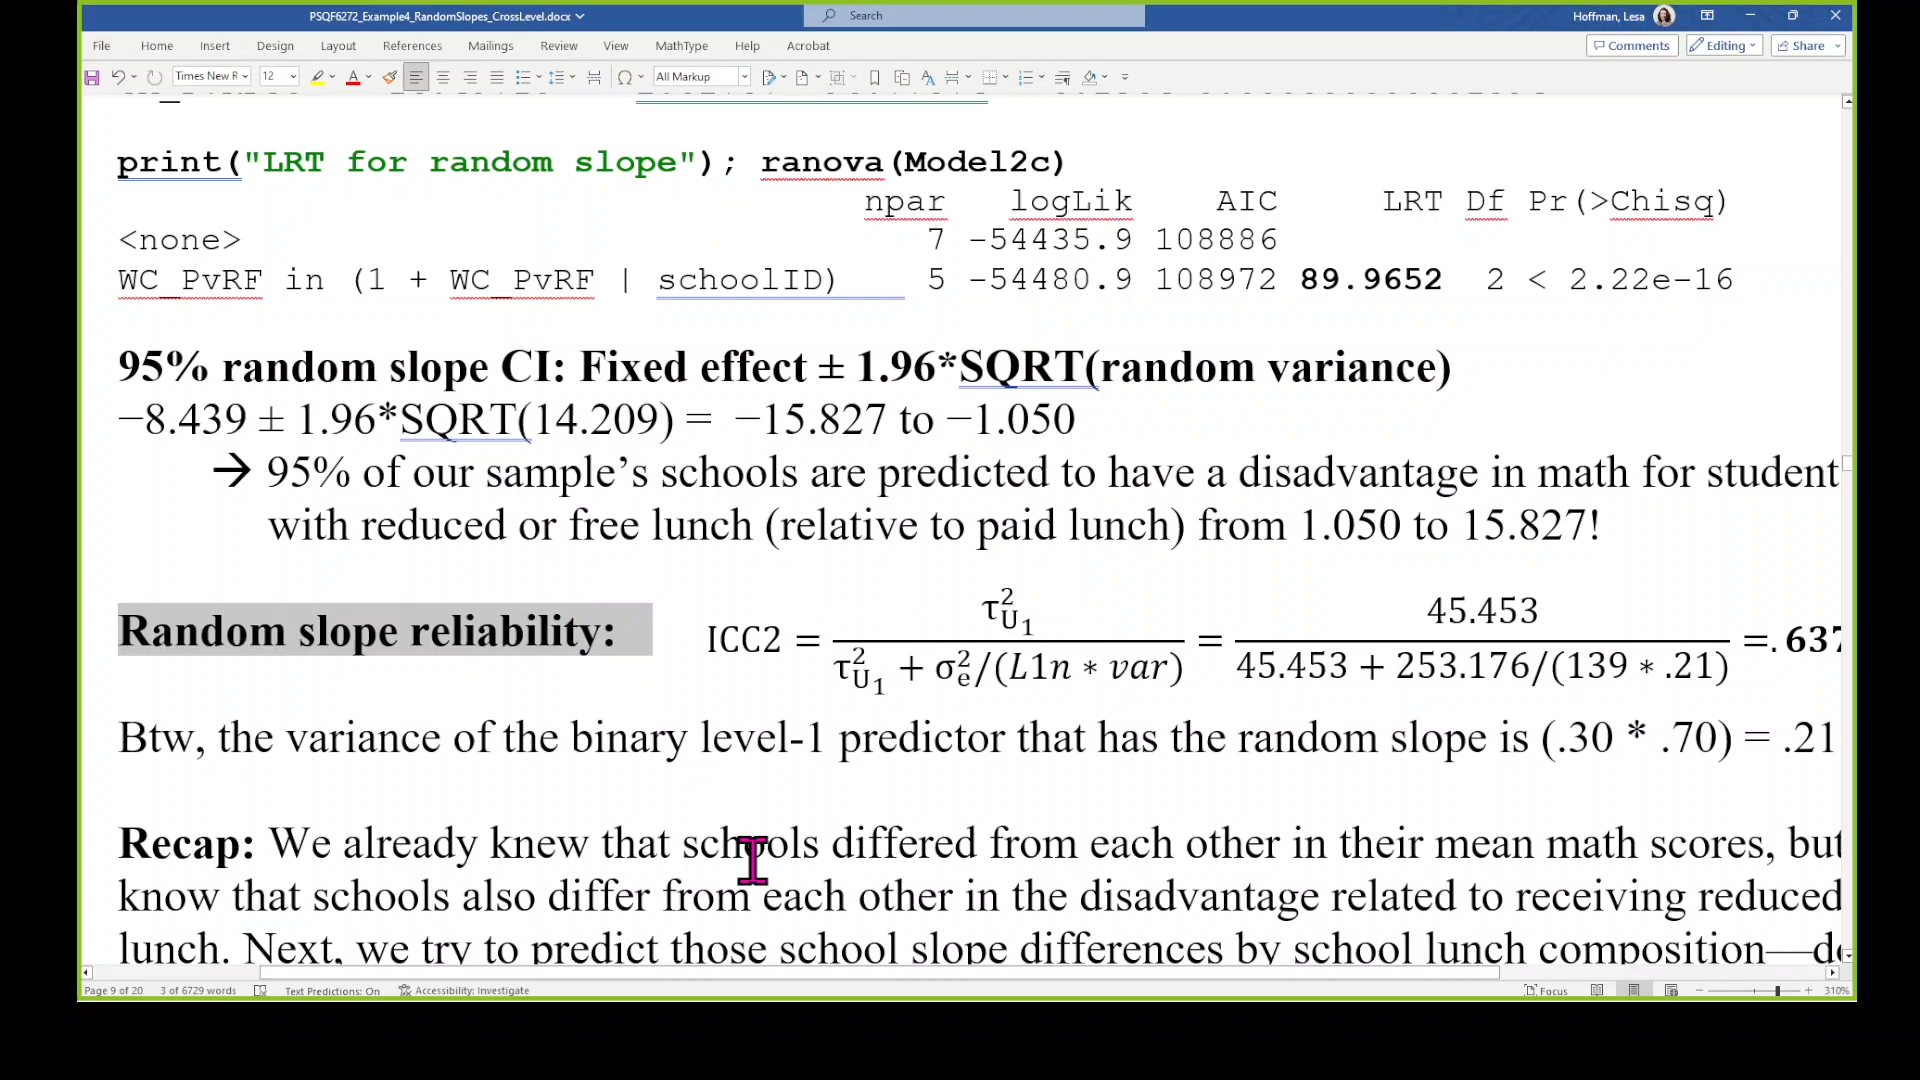 PSQF6272_Example4_RandomSlopes_CrossLevel.docx
Search
Hoffman, Lesa
File Home Insert Design Layout References Mailings Review View MathType Help Acrobat
Comments Editing Share
Times New R 12 All Markup
print("LRT for random slope"); ranova(Model2c)
npar logLik AIC LRT Df Pr(>Chisq)
<none> 7 -54435.9 108886
WC_PvRF in (1 + WC_PvRF | schoolID) 5 -54480.9 108972 89.9652 2 < 2.22e-16
95% random slope CI: Fixed effect ± 1.96*SQRT(random variance)
−8.439 ± 1.96*SQRT(14.209) = −15.827 to −1.050
→ 95% of our sample’s schools are predicted to have a disadvantage in math for student
with reduced or free lunch (relative to paid lunch) from 1.050 to 15.827!
Random slope reliability: ICC2 = τ²U₁ / (τ²U₁ + σ²e/(L1n * var)) = 45.453 / (45.453 + 253.176/(139 * .21)) = .637
Btw, the variance of the binary level-1 predictor that has the random slope is (.30 * .70) = .21
Recap: We already knew that schools differed from each other in their mean math scores, but
know that schools also differ from each other in the disadvantage related to receiving reduced
lunch. Next, we try to predict those school slope differences by school lunch composition—de
Page 9 of 20 3 of 6729 words Text Predictions: On Accessibility: Investigate Focus 310%